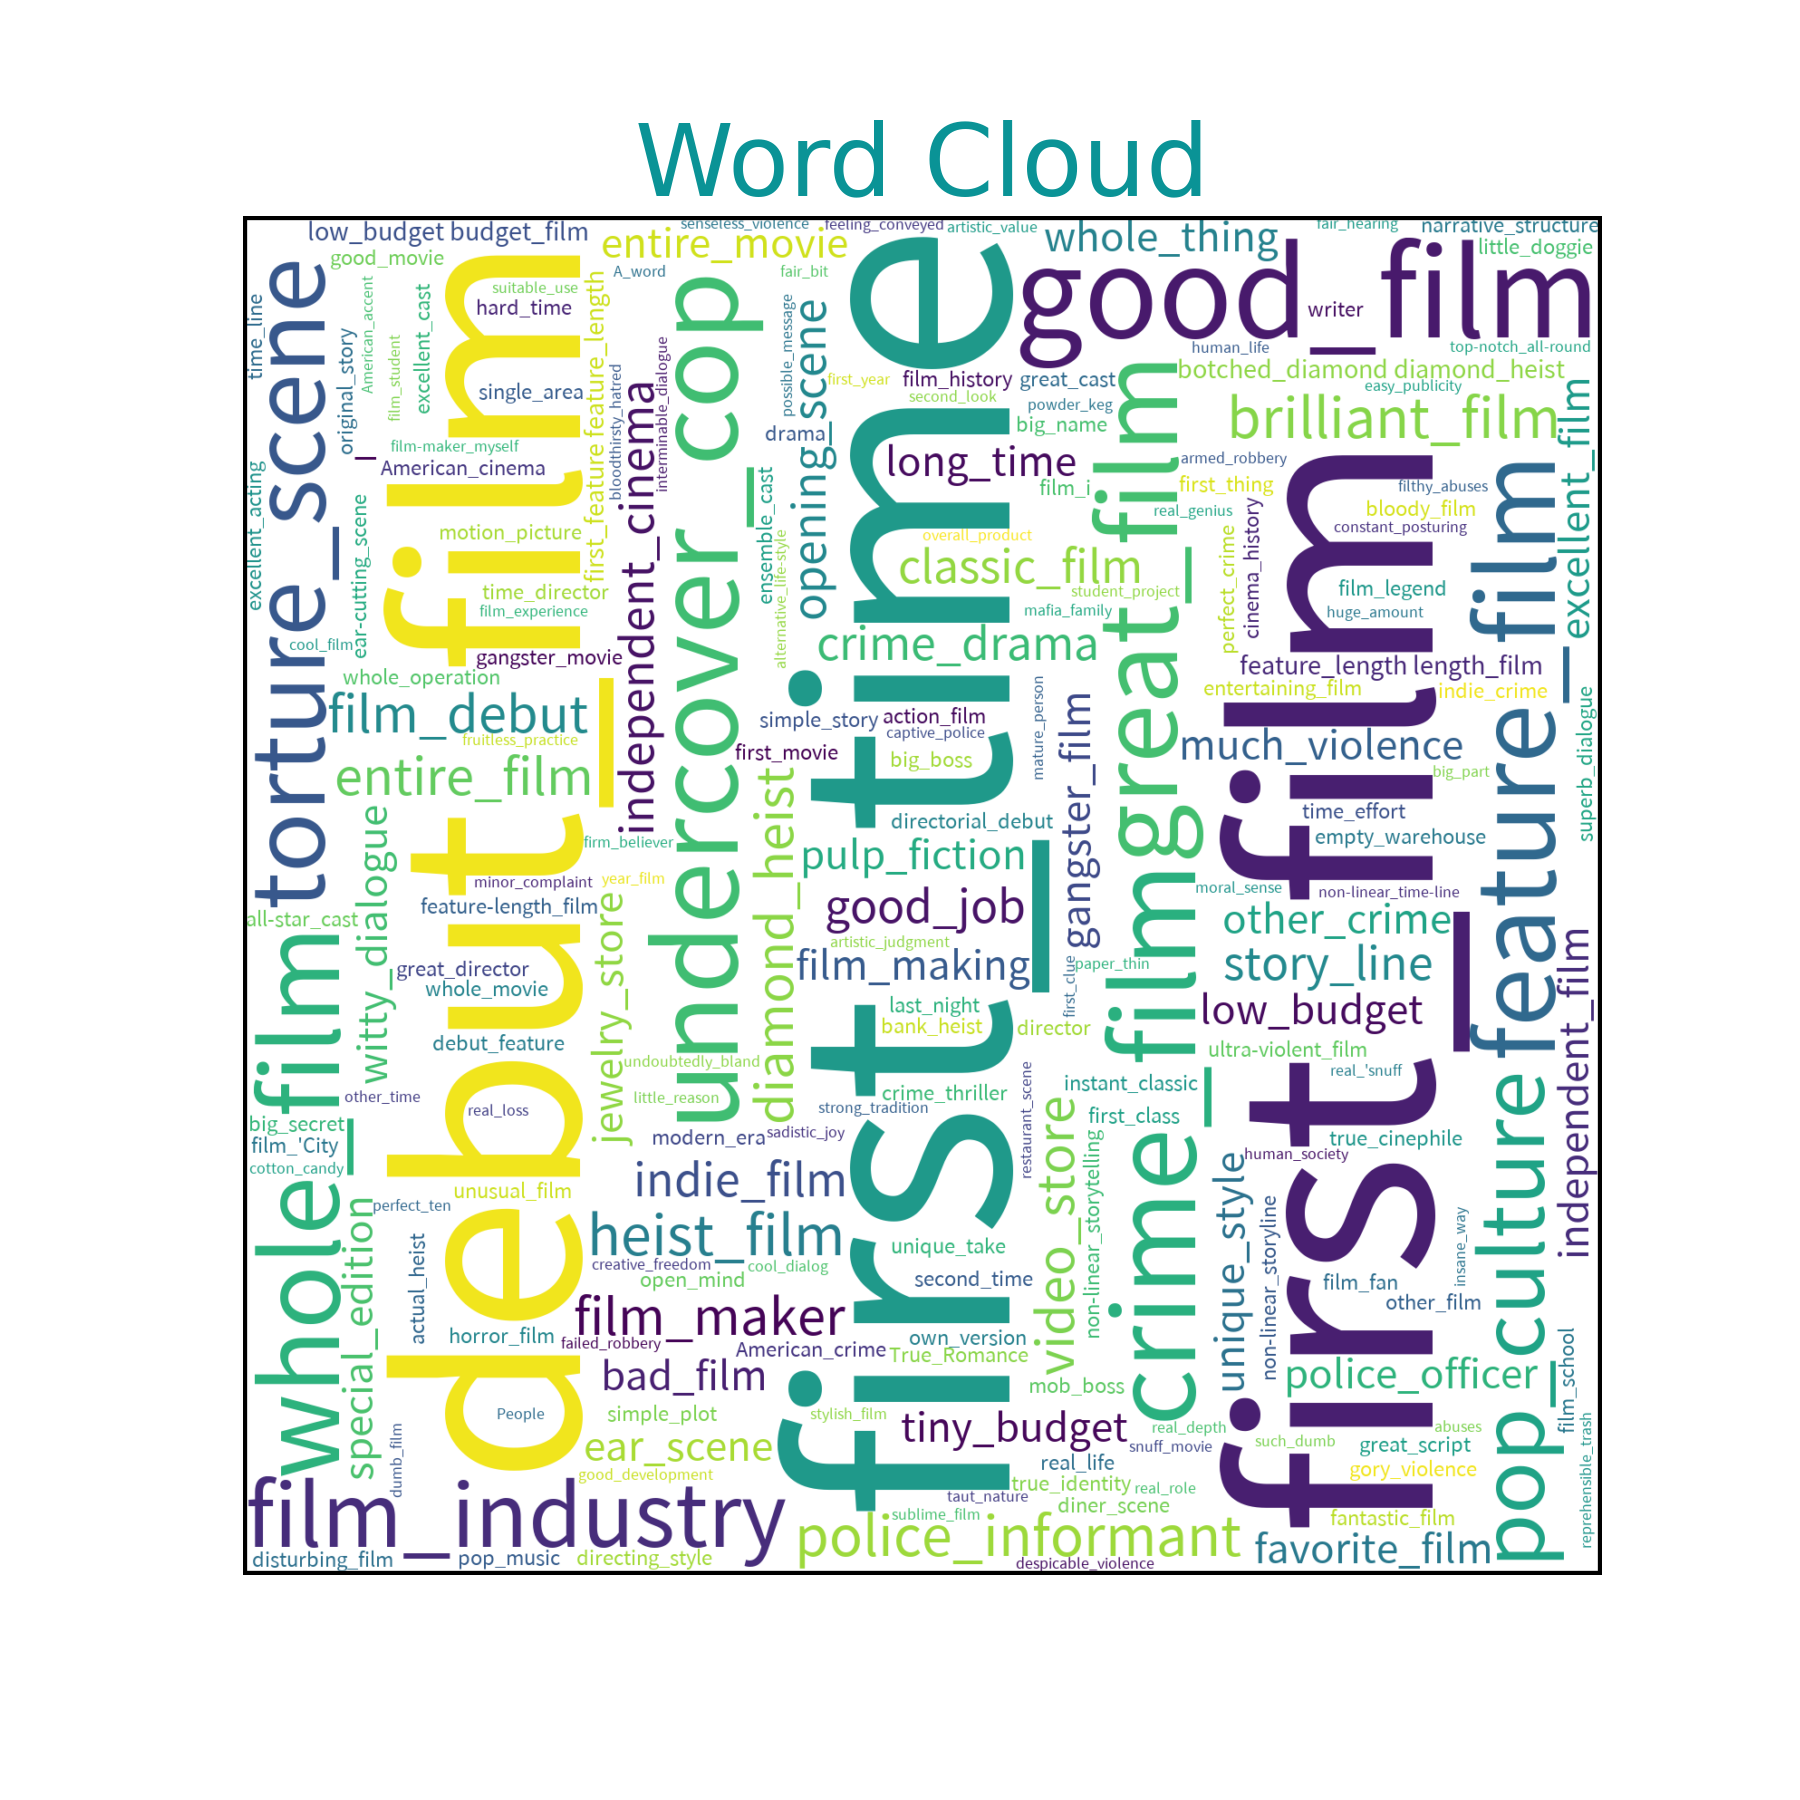 Word Cloud
low_budget
budget_film
senseless_violence
feeling_conveyed
artistic_value
fair_hearing
narrative_structure
entire_movie
whole_thing
good_movie
little_doggie
good_film
A_word
fair_bit
suitable_use
hard_time
writer
time_line
American_accent
excellent_cast
original_story
film_student
torture_scene
debut_film
first_feature
feature_length
bloodthirsty_hatred
interminable_dialogue
independent_cinema
undercover_cop
possible_message
opening_scene
first_time
first_year
film_history
great_cast
human_life
top-notch_all-round
botched_diamond
diamond_heist
easy_publicity
single_area
second_look
powder_keg
big_name
brilliant_film
drama
film-maker_myself
American_cinema
long_time
armed_robbery
first_thing
filthy_abuses
film_i
great_film
real_genius
bloody_film
constant_posturing
excellent_film
excellent_acting
ear-cutting_scene
ensemble_cast
alternative_life-style
motion_picture
overall_product
classic_film
perfect_crime
cinema_history
first_film
feature_film
time_director
film_experience
student_project
mafia_family
film_legend
huge_amount
cool_film
crime_drama
gangster_movie
feature_length
length_film
whole_operation
entertaining_film
indie_crime
superb_dialogue
film_debut
simple_story
action_film
captive_police
mature_person
gangster_film
fruitless_practice
first_movie
big_boss
much_violence
big_part
entire_film
diamond_heist
time_effort
directorial_debut
firm_believer
empty_warehouse
witty_dialogue
pulp_fiction
minor_complaint
year_film
moral_sense
non-linear_time-line
feature-length_film
good_job
all-star_cast
jewelry_store
other_crime
artistic_judgment
great_director
film_making
paper_thin
first_clue
story_line
whole_movie
independent_film
last_night
low_budget
bank_heist
director
whole_film
debut_feature
undoubtedly_bland
ultra-violent_film
restaurant_scene
real_'snuff
little_reason
crime_thriller
instant_classic
other_time
real_loss
strong_tradition
first_class
crime_film
big_secret
modern_era
sadistic_joy
video_store
non-linear_storytelling
true_cinephile
film_'City
human_society
cotton_candy
indie_film
unique_style
non-linear_storyline
pop_culture
unusual_film
special_edition
perfect_ten
insane_way
heist_film
unique_take
actual_heist
creative_freedom
cool_dialog
open_mind
second_time
film_fan
other_film
film_maker
horror_film
failed_robbery
own_version
American_crime
True_Romance
film_school
bad_film
mob_boss
police_officer
People
simple_plot
stylish_film
tiny_budget
real_depth
abuses
reprehensible_trash
dumb_film
ear_scene
snuff_movie
such_dumb
great_script
real_life
gory_violence
good_development
true_identity
real_role
taut_nature
diner_scene
film_industry
sublime_film
fantastic_film
police_informant
favorite_film
disturbing_film
pop_music
directing_style
despicable_violence